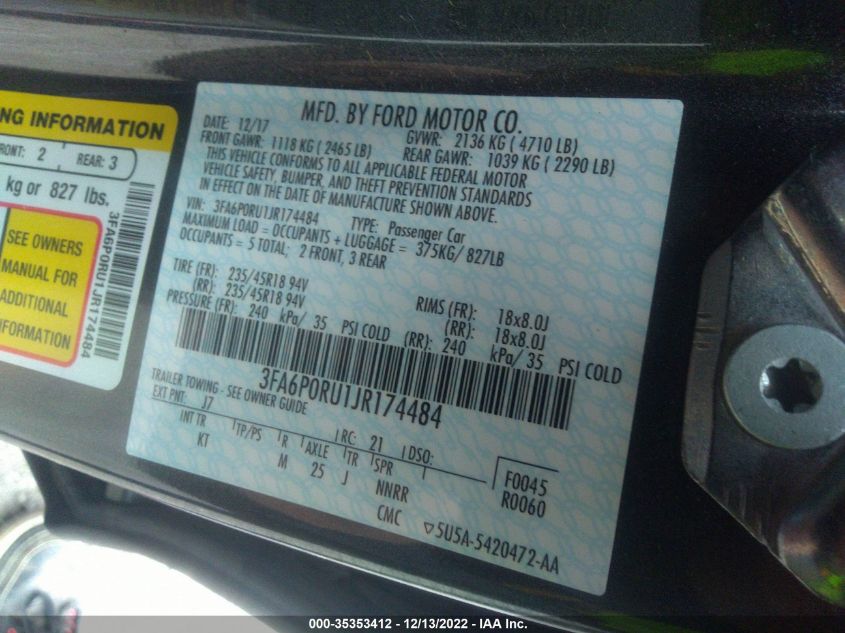 NG INFORMATION
RONT: 2 REAR: 3
kg or 827 lbs.
SEE OWNERS
MANUAL FOR
ADDITIONAL
INFORMATION
3FA6P0RU1JR174484
MFD. BY FORD MOTOR CO.
DATE: 12/17 GVWR: 2136 KG ( 4710 LB)
FRONT GAWR: 1118 KG ( 2465 LB) REAR GAWR: 1039 KG ( 2290 LB)
THIS VEHICLE CONFORMS TO ALL APPLICABLE FEDERAL MOTOR
VEHICLE SAFETY, BUMPER, AND THEFT PREVENTION STANDARDS
IN EFFECT ON THE DATE OF MANUFACTURE SHOWN ABOVE.
VIN: 3FA6P0RU1JR174484 TYPE: Passenger Car
MAXIMUM LOAD = OCCUPANTS + LUGGAGE = 375KG/ 827LB
OCCUPANTS = 5 TOTAL; 2 FRONT, 3 REAR
TIRE (FR): 235/45R18 94V RIMS (FR): 18x8.0J
(RR): 235/45R18 94V (RR): 18x8.0J
PRESSURE (FR): 240 kPa/ 35 PSI COLD (RR): 240 kPa/35 PSI COLD
3FA6P0RU1JR174484
TRAILER TOWING - SEE OWNER GUIDE
EXT PNT: J7 RC: 21 DSO:
INT TR TP/PS R AXLE TR SPR
KT M 25 J NNRR
CMC
F0045
R0060
▽5U5A-5420472-AA
000-35353412 - 12/13/2022 - IAA Inc.